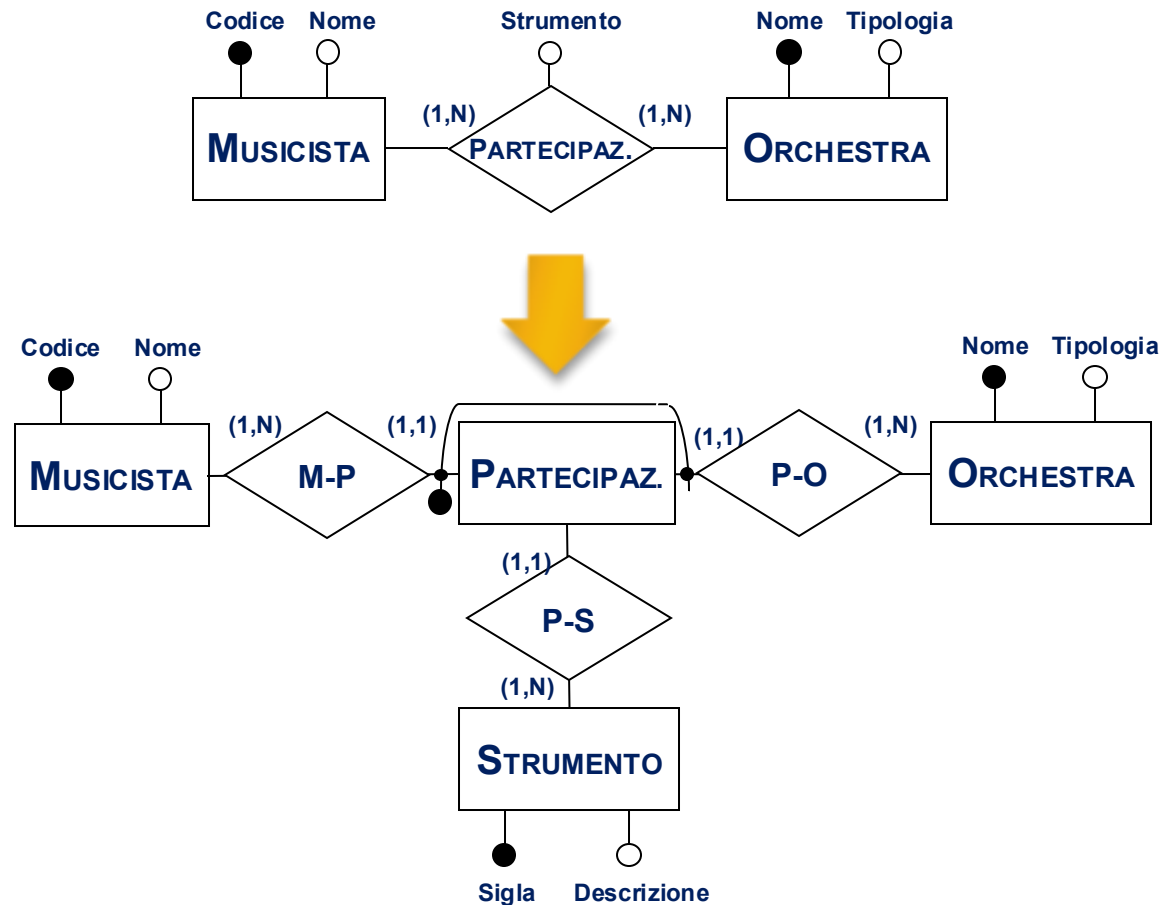 Codice Nome Strumento Nome Tipologia
(1,N) (1,N)
MUSICISTA PARTECIPAZ. ORCHESTRA
Codice Nome Nome Tipologia
(1,N) (1,1) (1,1) (1,N)
MUSICISTA M-P PARTECIPAZ. P-O ORCHESTRA
(1,1)
P-S
(1,N)
STRUMENTO
Sigla Descrizione